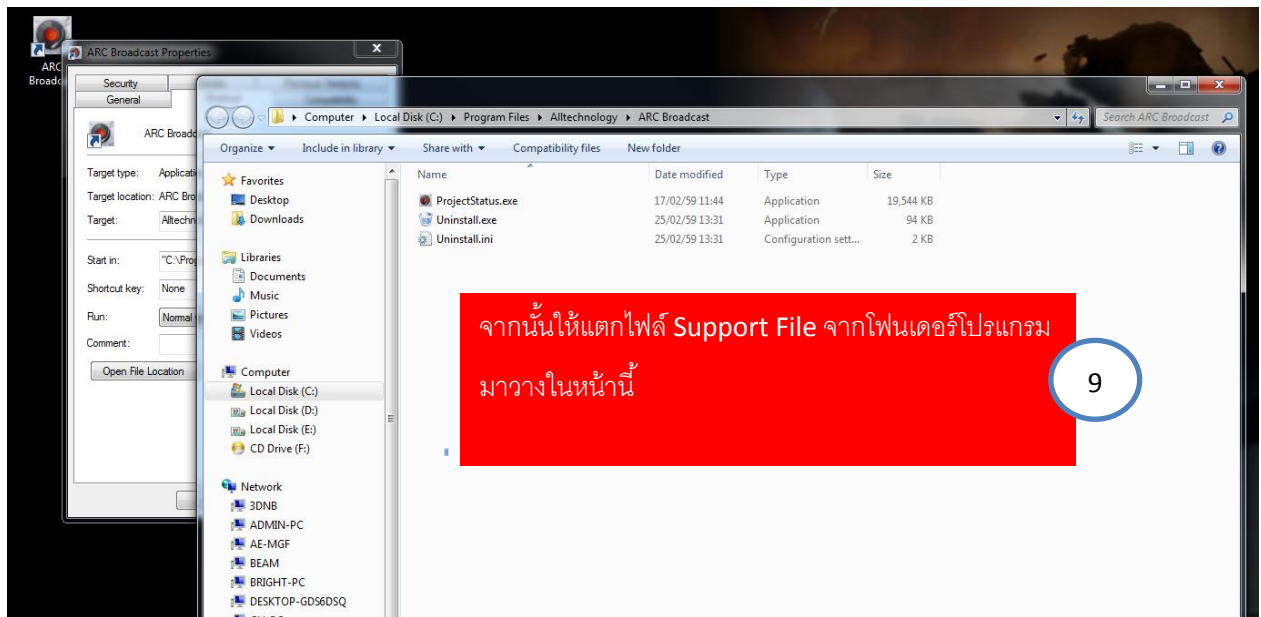 ARC
ARC Broadcast Properties
Security
General
Target type:
Target location: ARC
Target:
Start in:
Shortcut key: None
Run: Normal
Comment:
Open File Location
Computer Local Disk (C:) Program Files Alltechnology ARC Broadcast
Search ARC Broadcast
Organize Include in library Share with Compatibility files New folder
Name Date modified Type Size
ProjectStatus.exe 17/02/59 11:44 Application 19,544 KB
Uninstall.exe 25/02/59 13:31 Application 94 KB
Uninstall.ini 25/02/59 13:31 Configuration sett... 2 KB
Favorites
Desktop
Downloads
Libraries
Documents
Music
Pictures
Videos
Computer
Local Disk (C:)
Local Disk (D:)
Local Disk (E:)
CD Drive (F:)
Network
3DNB
ADMIN-PC
AE-MGF
BEAM
BRIGHT-PC
DESKTOP-GDS6DSQ
จากนั้นให้แตกไฟล์ Support File จากโฟนเดอร์โปรแกรม
มาวางในหน้านี้
9